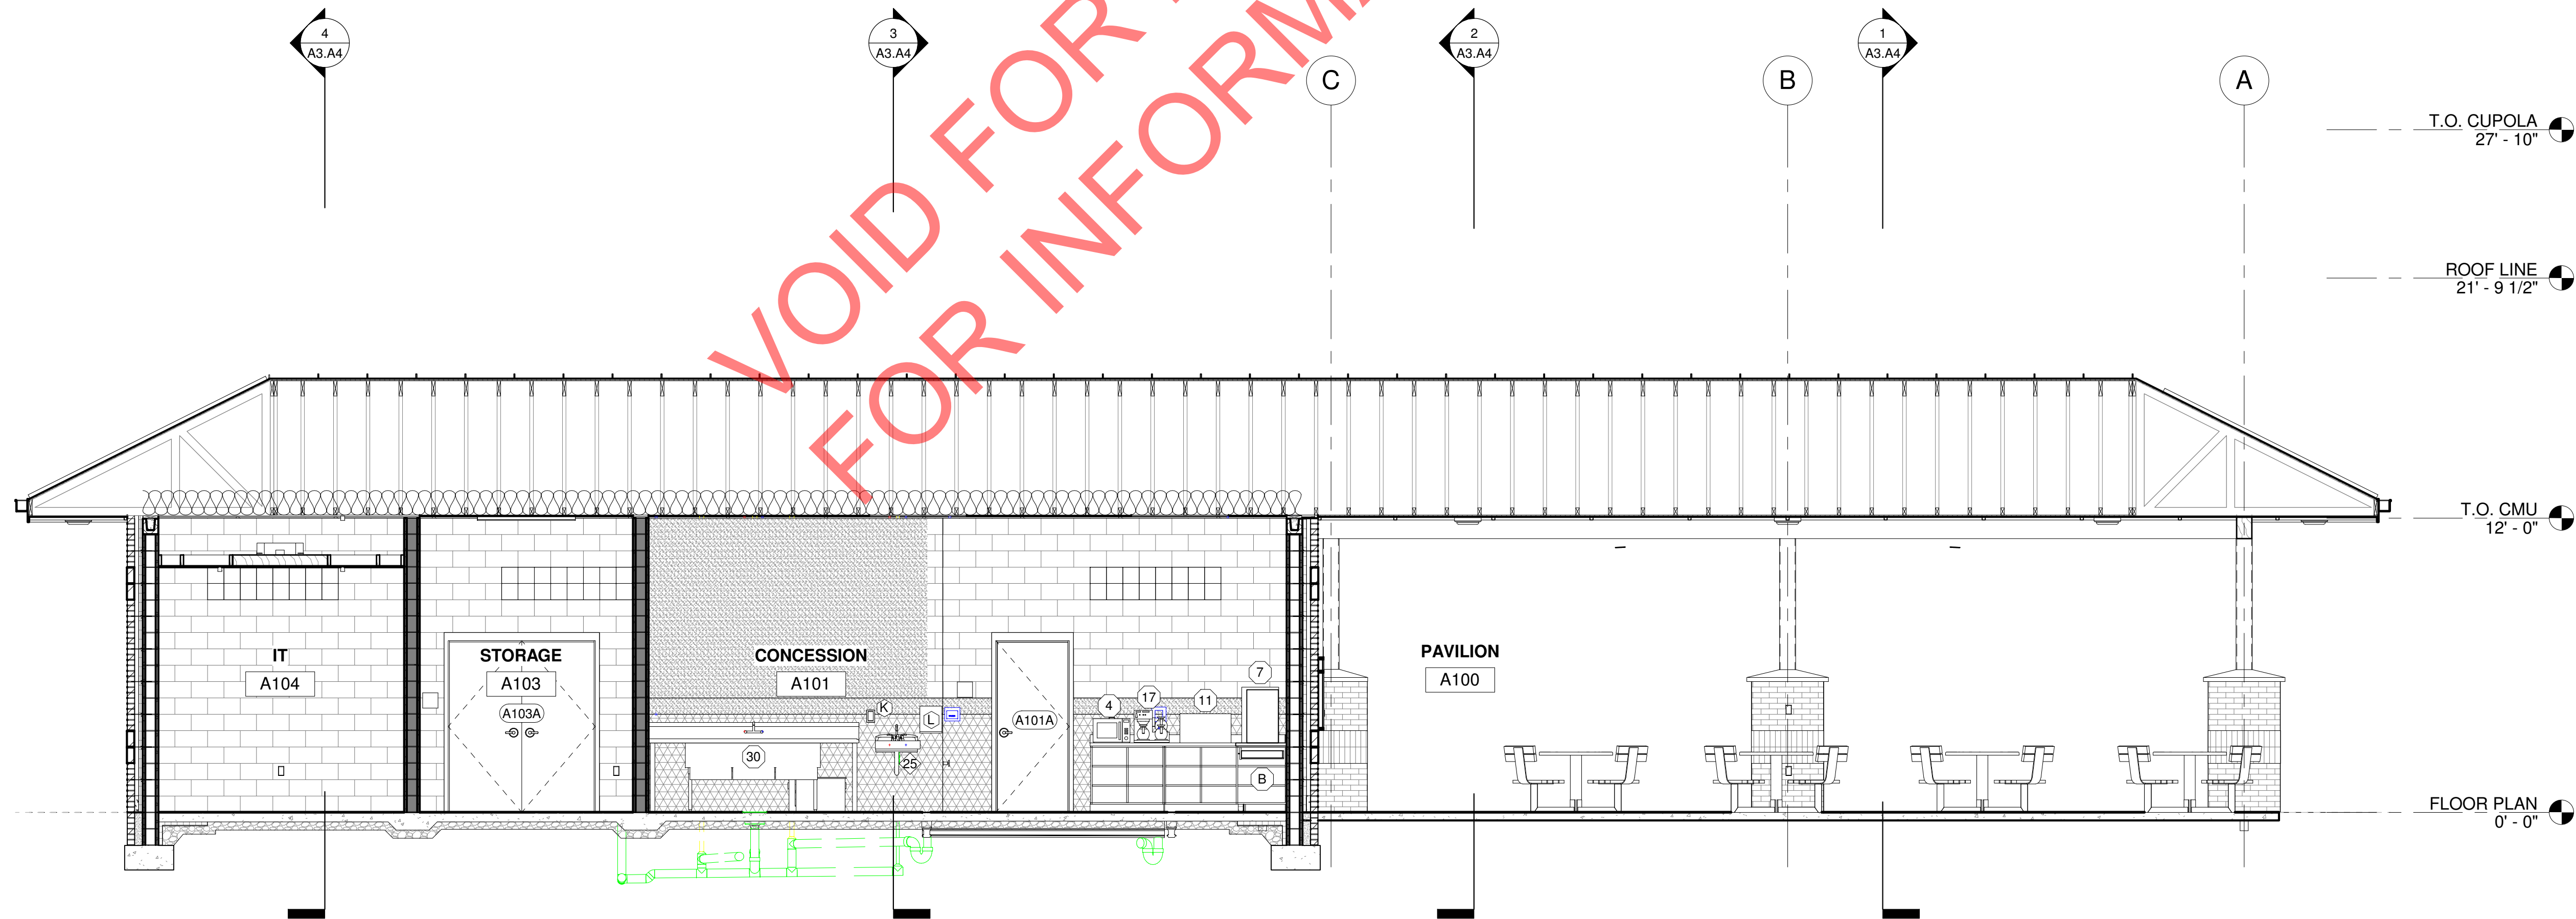 4
A3.A4
3
A3.A4
2
A3.A4
1
A3.A4
C
B
A
T.O. CUPOLA
27' - 10"
ROOF LINE
21' - 9 1/2"
T.O. CMU
12' - 0"
FLOOR PLAN
0' - 0"
VOID FOR
FOR INFORM
IT
A104
STORAGE
A103
A103A
CONCESSION
A101
A101A
PAVILION
A100
K
L
30
25
4
17
11
7
B